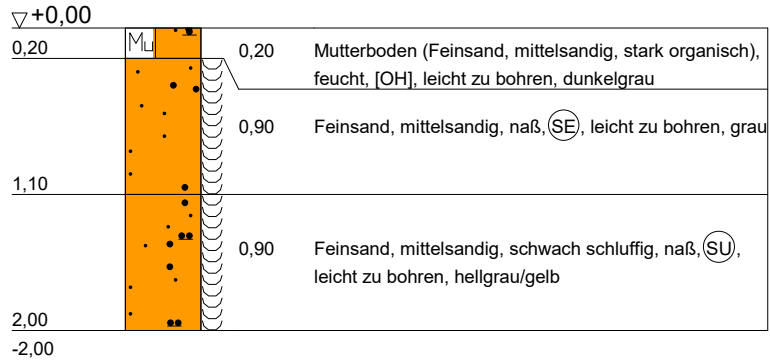 +0,00
Mu
0,20 0,20 Mutterboden (Feinsand, mittelsandig, stark organisch),
feucht, [OH], leicht zu bohren, dunkelgrau
0,90 Feinsand, mittelsandig, naß, SE, leicht zu bohren, grau
1,10
0,90 Feinsand, mittelsandig, schwach schluffig, naß, SU,
leicht zu bohren, hellgrau/gelb
2,00
-2,00